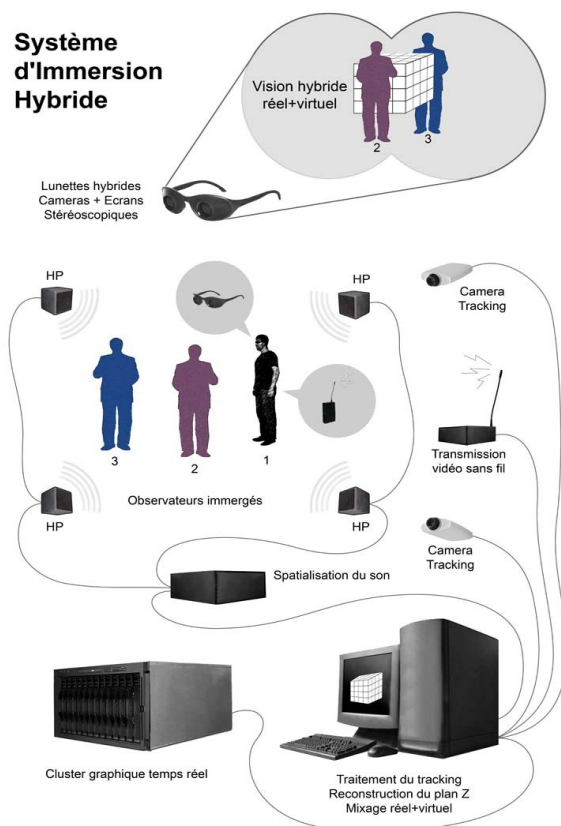 Système
d'Immersion
Hybride
Vision hybride
réel+virtuel
2
3
Lunettes hybrides
Cameras + Ecrans
Stéréoscopiques
HP
HP
Camera
Tracking
3
2
1
Transmission
vidéo sans fil
HP
Observateurs immergés
HP
Camera
Tracking
Spatialisation du son
Cluster graphique temps réel
Traitement du tracking
Reconstruction du plan Z
Mixage réel+virtuel